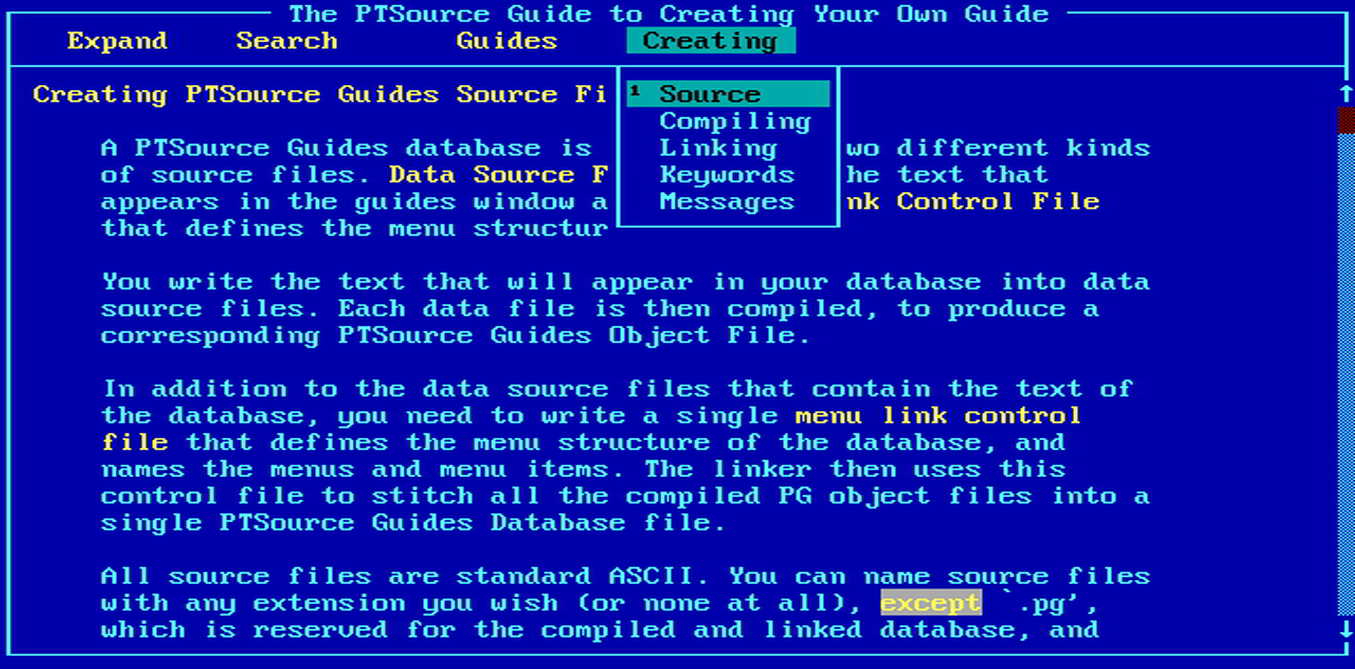 The PTSource Guide to Creating Your Own Guide
Expand Search Guides Creating
Creating PTSource Guides Source Fi
¹ Source
Compiling
Linking
Keywords
Messages
A PTSource Guides database is wo different kinds
of source files. Data Source F he text that
appears in the guides window a nk Control File
that defines the menu structur
You write the text that will appear in your database into data
source files. Each data file is then compiled, to produce a
corresponding PTSource Guides Object File.
In addition to the data source files that contain the text of
the database, you need to write a single menu link control
file that defines the menu structure of the database, and
names the menus and menu items. The linker then uses this
control file to stitch all the compiled PG object files into a
single PTSource Guides Database file.
All source files are standard ASCII. You can name source files
with any extension you wish (or none at all), except `.pg',
which is reserved for the compiled and linked database, and